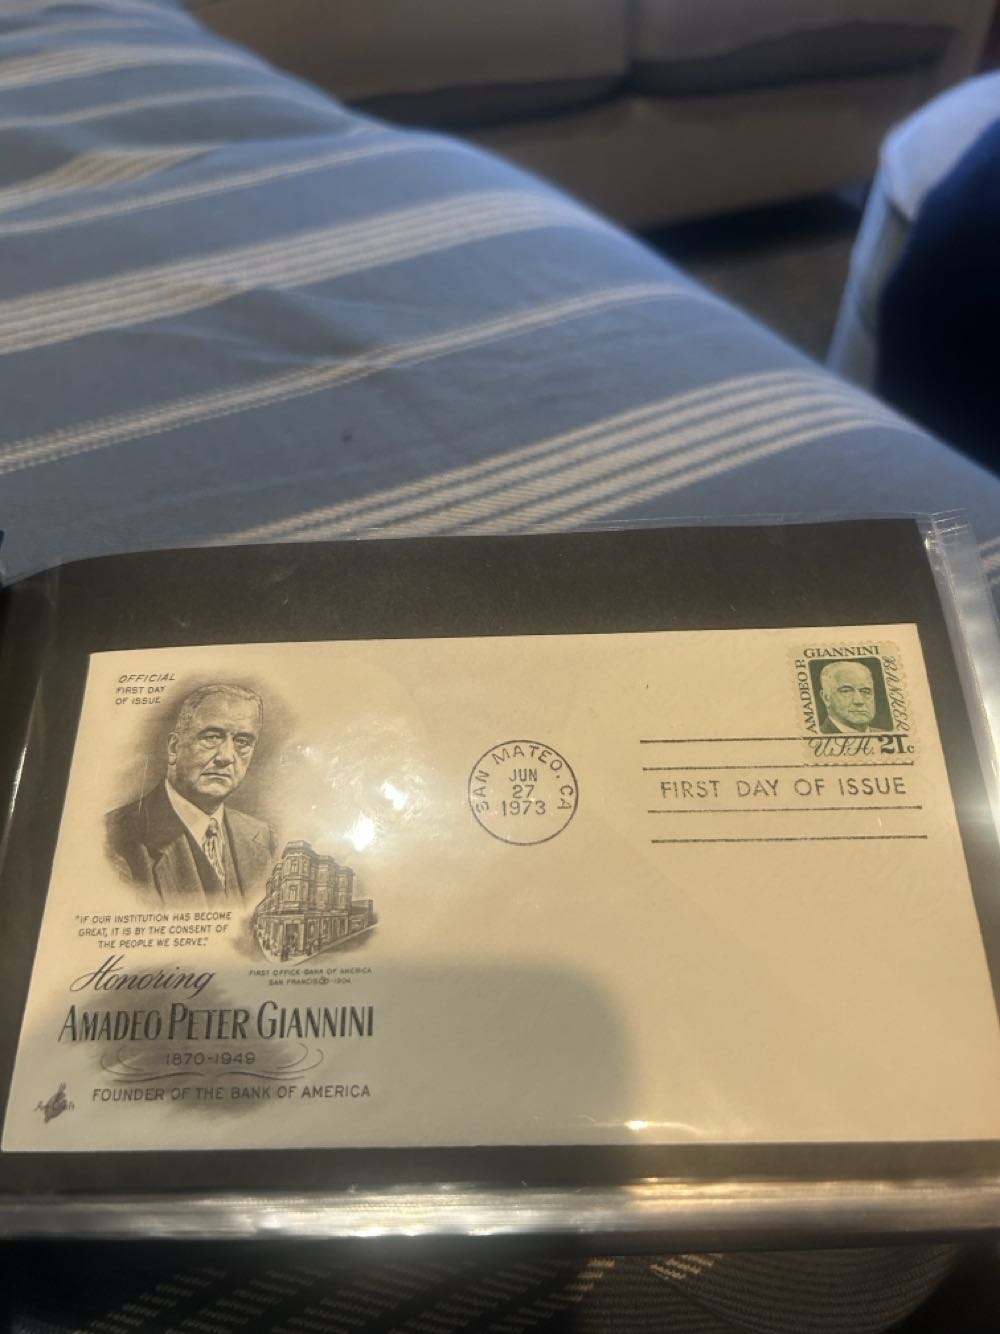 OFFICIAL
FIRST DAY
OF ISSUE
"IF OUR INSTITUTION HAS BECOME
GREAT, IT IS BY THE CONSENT OF
THE PEOPLE WE SERVE."
FIRST OFFICE-BANK OF AMERICA
SAN FRANCISCO-1904
Honoring
AMADEO PETER GIANNINI
1870-1949
FOUNDER OF THE BANK OF AMERICA
ArtCraft
SAN MATEO, CA
JUN
27
1973
AMADEO P. GIANNINI BANKER
U.S.A. 21c
FIRST DAY OF ISSUE